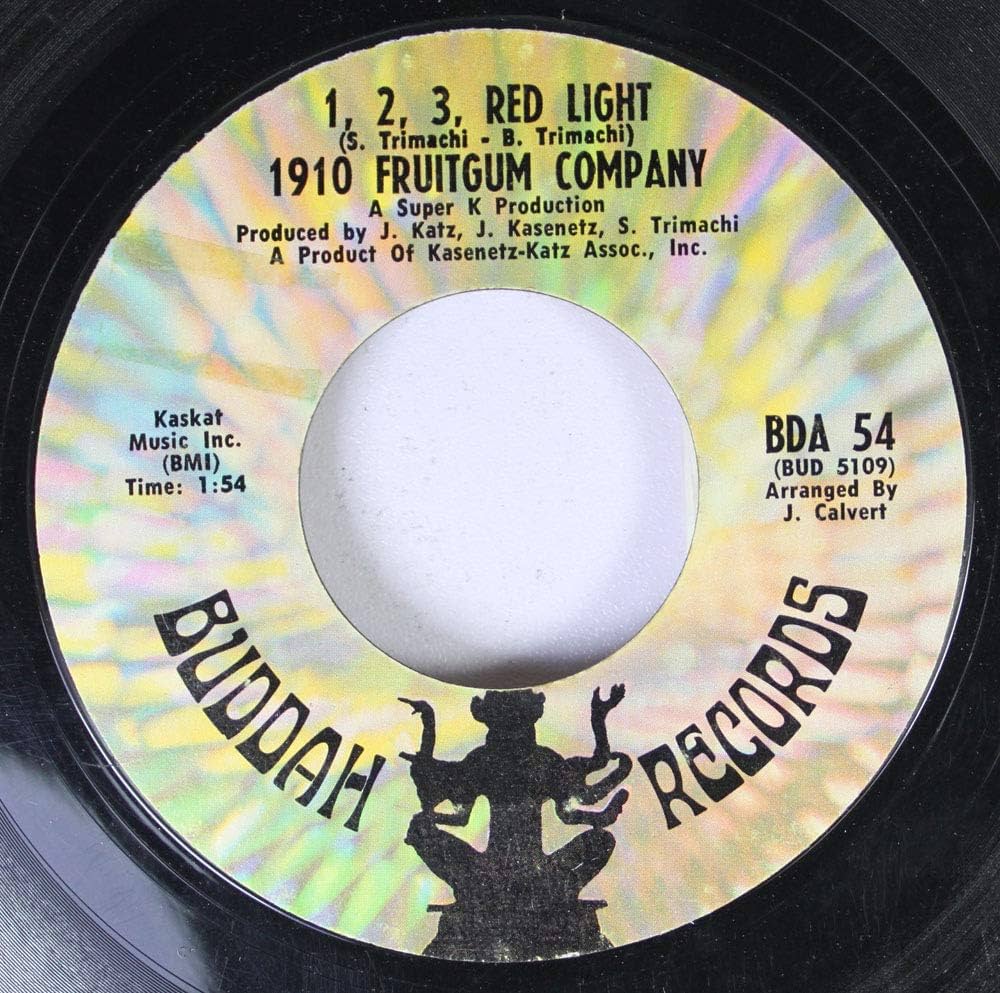 1, 2, 3, RED LIGHT
(S. Trimachi - B. Trimachi)
1910 FRUITGUM COMPANY
A Super K Production
Produced by J. Katz, J. Kasenetz, S. Trimachi
A Product Of Kasenetz-Katz Assoc., Inc.
Kaskat
Music Inc.
(BMI)
Time: 1:54
BDA 54
(BUD 5109)
Arranged By
J. Calvert
BUDDAH RECORDS